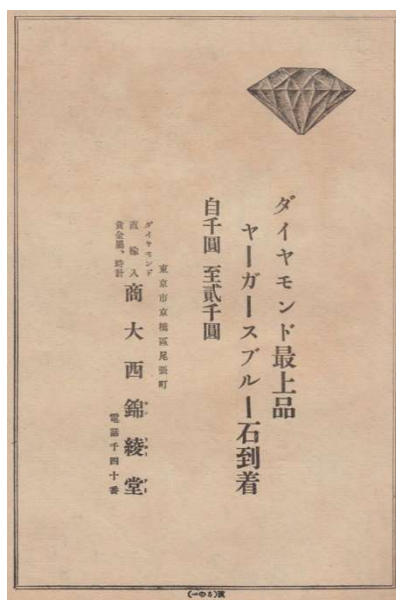 ダイヤモンド最上品
ヤーガースブルー石到着
自千圓 至貳千圓
東京市京橋區尾張町
ダイヤモンド
直輸入
貴金屬、時計
商 大西錦綾堂
電話千四十番